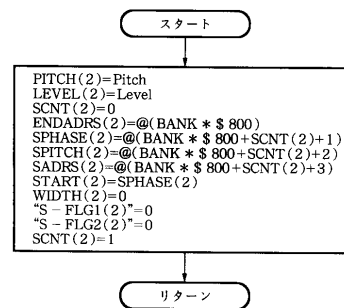 スタート
PITCH(2)=Pitch
LEVEL(2)=Level
SCNT(2)=0
ENDADRS(2)=@(BANK*$800)
SPHASE(2)=@(BANK*$800+SCNT(2)+1)
SPITCH(2)=@(BANK*$800+SCNT(2)+2)
SADRS(2)=@(BANK*$800+SCNT(2)+3)
START(2)=SPHASE(2)
WIDTH(2)=0
“S－FLG1(2)”=0
“S－FLG2(2)”=0
SCNT(2)=1
リターン